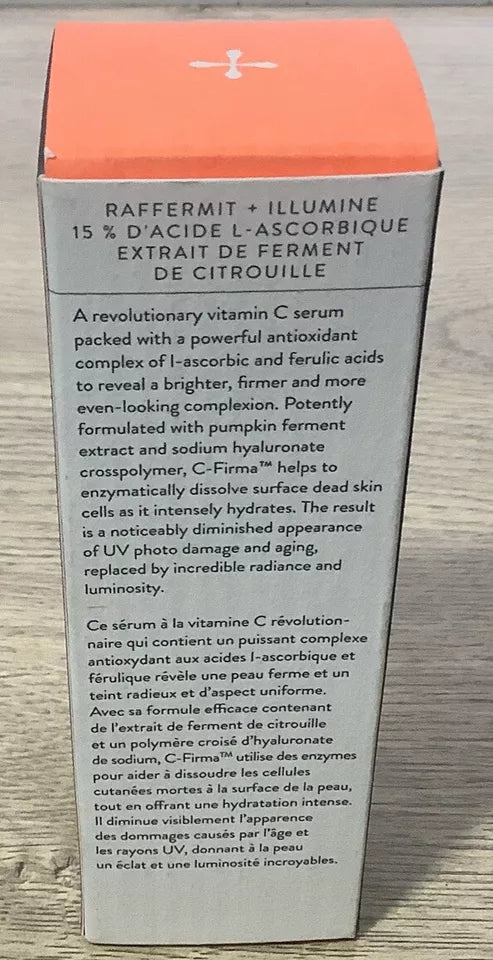 RAFFERMIT + ILLUMINE
15 % D'ACIDE L-ASCORBIQUE
EXTRAIT DE FERMENT
DE CITROUILLE
A revolutionary vitamin C serum
packed with a powerful antioxidant
complex of l-ascorbic and ferulic acids
to reveal a brighter, firmer and more
even-looking complexion. Potently
formulated with pumpkin ferment
extract and sodium hyaluronate
crosspolymer, C-Firma™ helps to
enzymatically dissolve surface dead skin
cells as it intensely hydrates. The result
is a noticeably diminished appearance
of UV photo damage and aging,
replaced by incredible radiance and
luminosity.
Ce sérum à la vitamine C révolution-
naire qui contient un puissant complexe
antioxydant aux acides l-ascorbique et
férulique révèle une peau ferme et un
teint radieux et d'aspect uniforme.
Avec sa formule efficace contenant
de l'extrait de ferment de citrouille
et un polymère croisé d'hyaluronate
de sodium, C-Firma™ utilise des enzymes
pour aider à dissoudre les cellules
cutanées mortes à la surface de la peau,
tout en offrant une hydratation intense.
Il diminue visiblement l'apparence
des dommages causés par l'âge et
les rayons UV, donnant à la peau
un éclat et une luminosité incroyables.